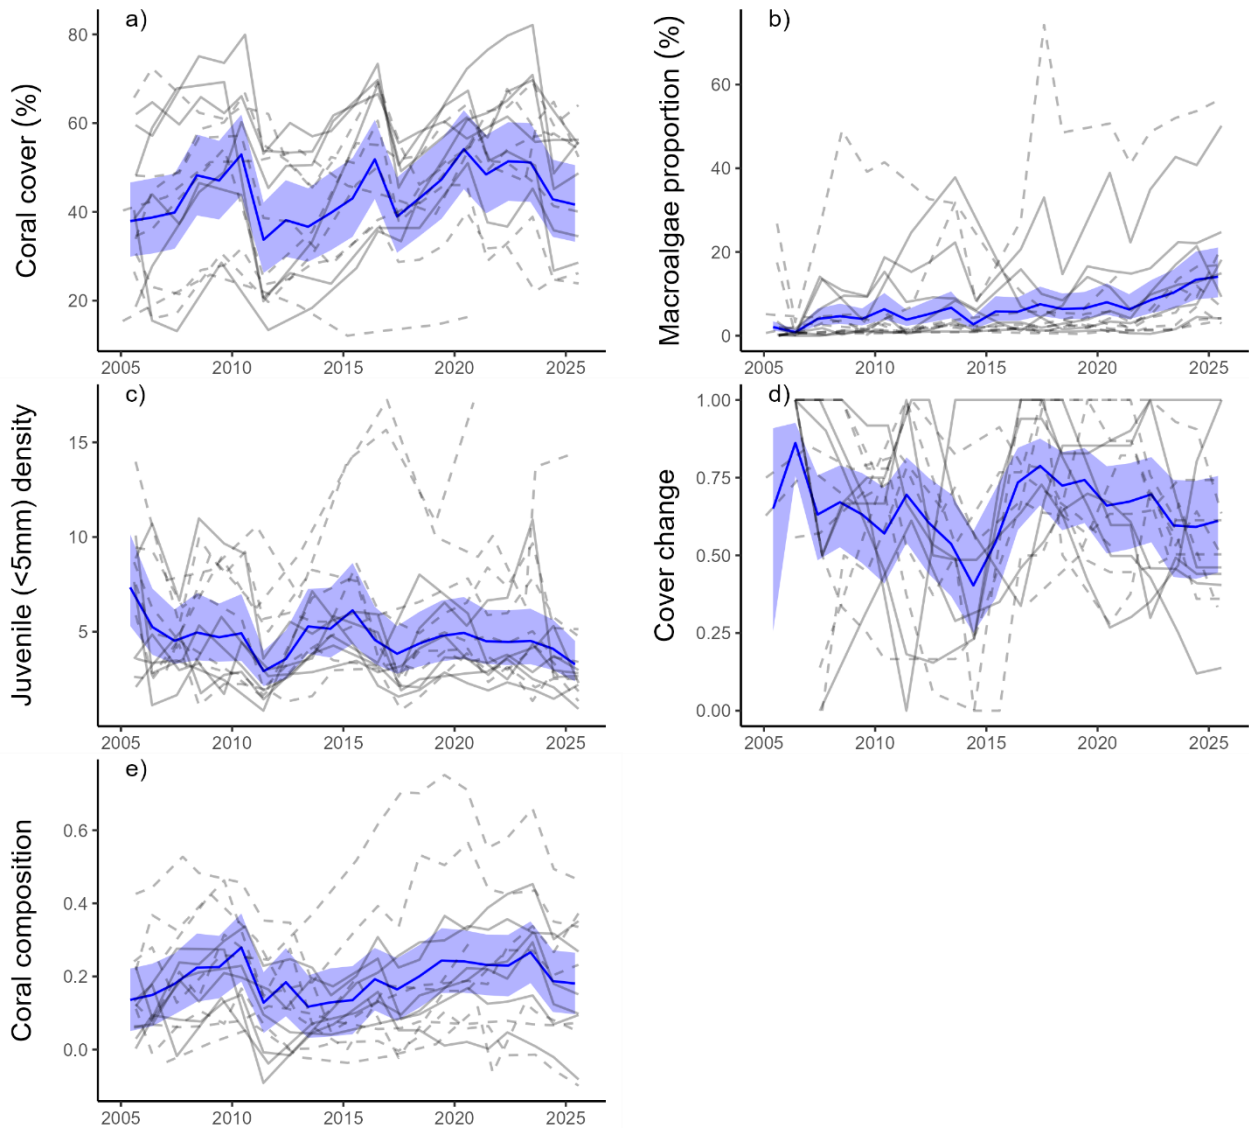 a)
Coral cover (%)
80
60
40
20
2005 2010 2015 2020 2025
b)
Macroalgae proportion (%)
60
40
20
0
2005 2010 2015 2020 2025
c)
Juvenile (<5mm) density
15
10
5
2005 2010 2015 2020 2025
d)
Cover change
1.00
0.75
0.50
0.25
0.00
2005 2010 2015 2020 2025
e)
Coral composition
0.6
0.4
0.2
0.0
2005 2010 2015 2020 2025